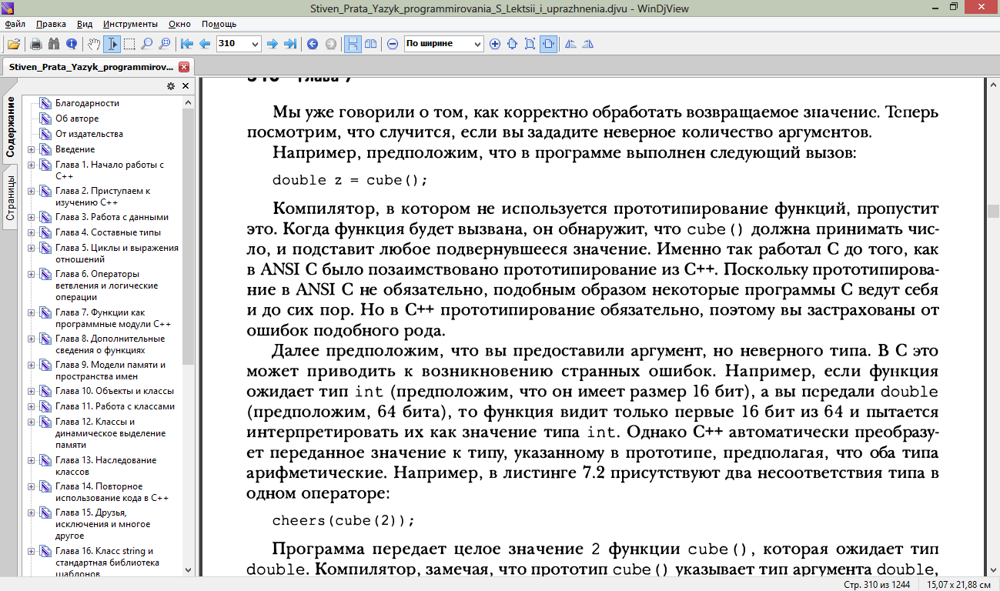 Stiven_Prata_Yazyk_programmirovania_S_Lektsii_i_uprazhnenia.djvu - WinDjView
Файл Правка Вид Инструменты Окно Помощь
310 По ширине
Stiven_Prata_Yazyk_programmirov...
Содержание
Страницы
Благодарности
Об авторе
От издательства
Введение
Глава 1. Начало работы с
C++
Глава 2. Приступаем к
изучению C++
Глава 3. Работа с данными
Глава 4. Составные типы
Глава 5. Циклы и выражения
отношений
Глава 6. Операторы
ветвления и логические
операции
Глава 7. Функции как
программные модули C++
Глава 8. Дополнительные
сведения о функциях
Глава 9. Модели памяти и
пространства имен
Глава 10. Объекты и классы
Глава 11. Работа с классами
Глава 12. Классы и
динамическое выделение
памяти
Глава 13. Наследование
классов
Глава 14. Повторное
использование кода в C++
Глава 15. Друзья,
исключения и многое
другое
Глава 16. Класс string и
стандартная библиотека
шаблонов
310 Глава 7
Мы уже говорили о том, как корректно обработать возвращаемое значение. Теперь
посмотрим, что случится, если вы зададите неверное количество аргументов.
Например, предположим, что в программе выполнен следующий вызов:
double z = cube();
Компилятор, в котором не используется прототипирование функций, пропустит
это. Когда функция будет вызвана, он обнаружит, что cube() должна принимать чис-
ло, и подставит любое подвернувшееся значение. Именно так работал C до того, как
в ANSI C было позаимствовано прототипирование из C++. Поскольку прототипирова-
ние в ANSI C не обязательно, подобным образом некоторые программы C ведут себя
и до сих пор. Но в C++ прототипирование обязательно, поэтому вы застрахованы от
ошибок подобного рода.
Далее предположим, что вы предоставили аргумент, но неверного типа. В C это
может приводить к возникновению странных ошибок. Например, если функция
ожидает тип int (предположим, что он имеет размер 16 бит), а вы передали double
(предположим, 64 бита), то функция видит только первые 16 бит из 64 и пытается
интерпретировать их как значение типа int. Однако C++ автоматически преобразу-
ет переданное значение к типу, указанному в прототипе, предполагая, что оба типа
арифметические. Например, в листинге 7.2 присутствуют два несоответствия типа в
одном операторе:
cheers(cube(2));
Программа передает целое значение 2 функции cube(), которая ожидает тип
double. Компилятор, замечая, что прототип cube() указывает тип аргумента double,
Стр. 310 из 1244 15,07 x 21,88 см